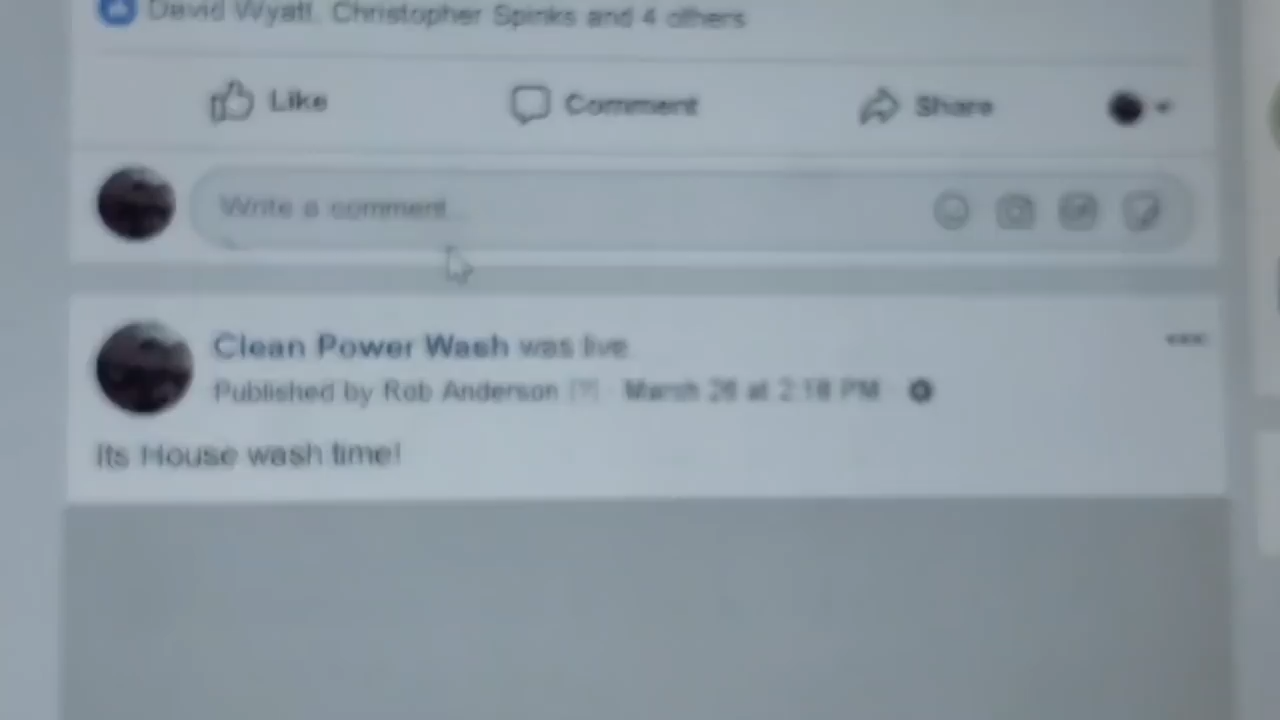 David Wyatt, Christopher Spinks and 4 others
Like
Comment
Share
Write a comment...
Clean Power Wash was live.
Published by Rob Anderson [?] · March 26 at 2:18 PM ·
Its House wash time!